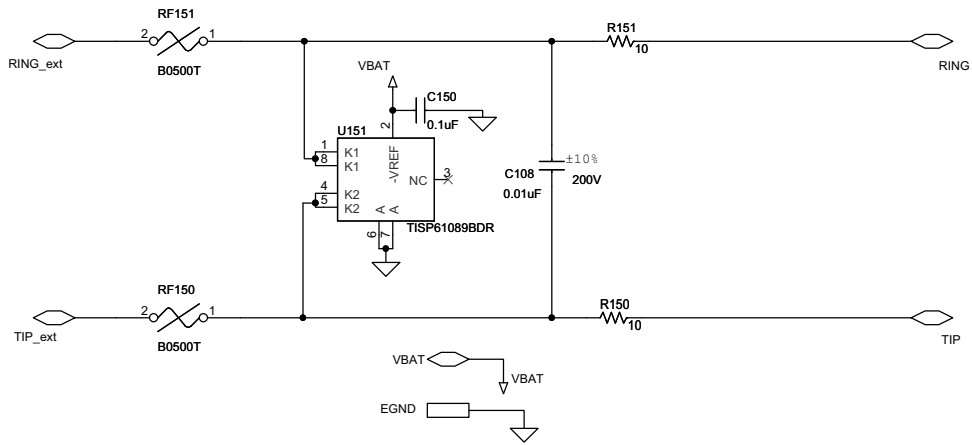 RF151
2
1
RING_ext
B0500T
R151
10
RING
VBAT
C150
0.1uF
2
U151
1
K1
8
K1
-VREF
NC
3
4
K2
5
K2
A
A
6
7
TISP61089BDR
±10%
C108
200V
0.01uF
RF150
2
1
TIP_ext
B0500T
R150
10
TIP
VBAT
VBAT
EGND